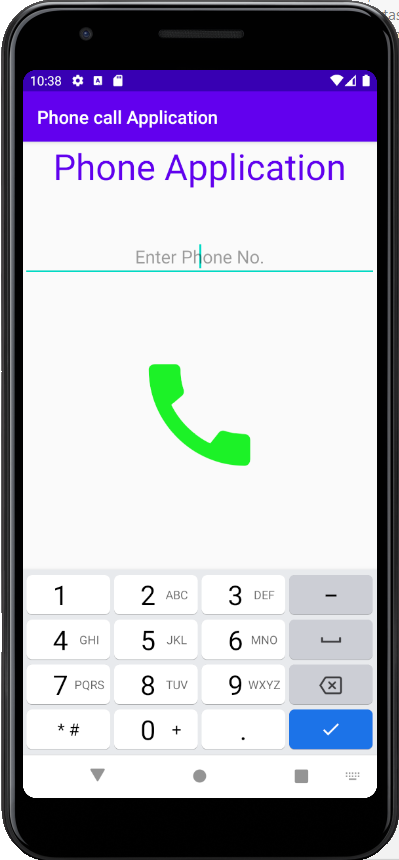 tas
10:38
Phone call Application
Phone Application
Enter Phone No.
1 2 ABC 3 DEF -
4 GHI 5 JKL 6 MNO
7 PQRS 8 TUV 9 WXYZ
* # 0 + .